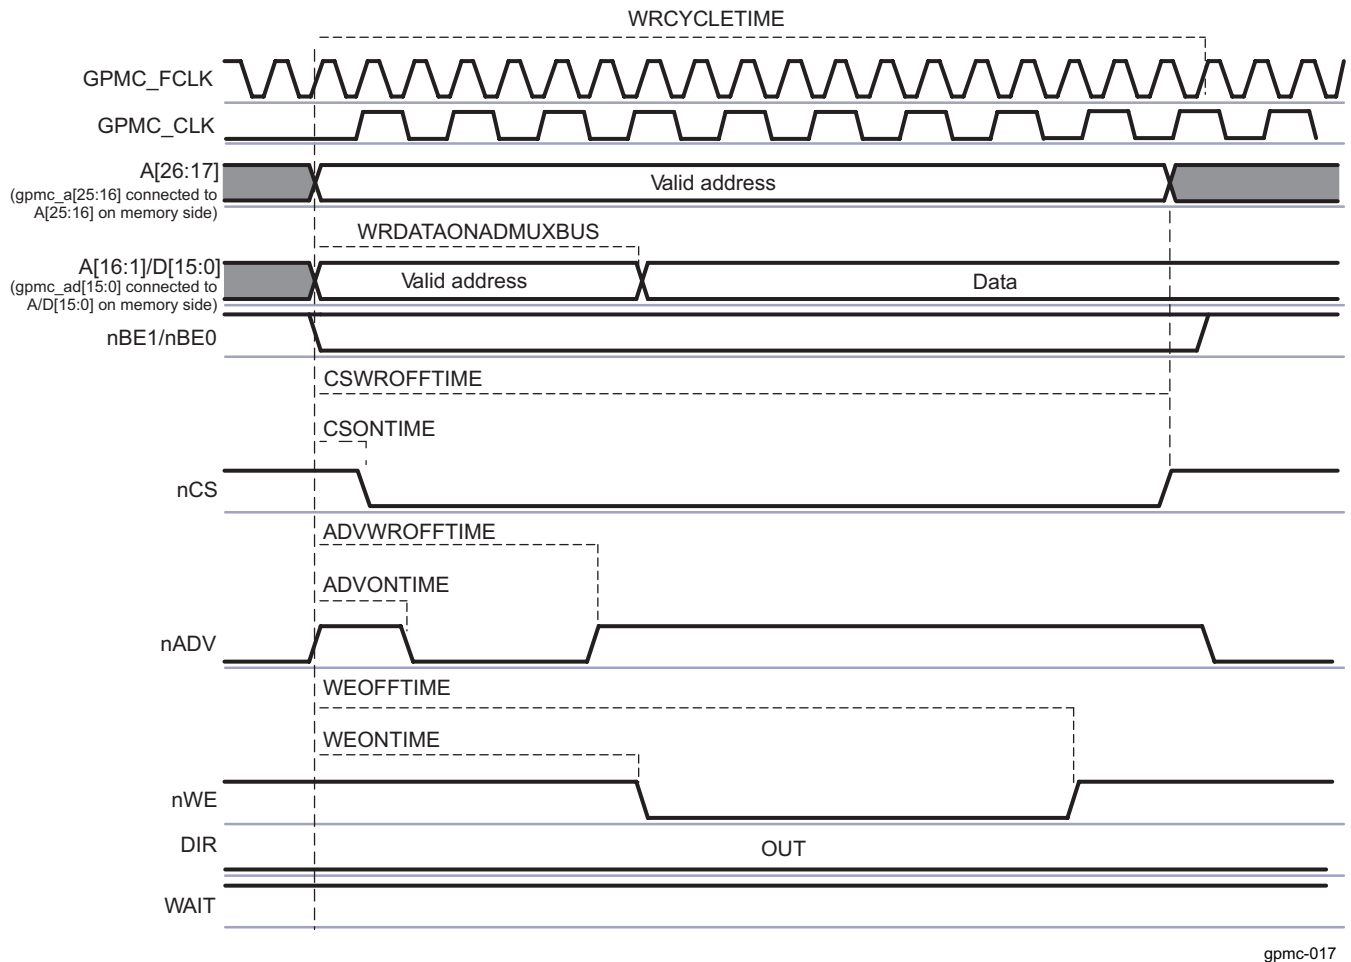 WRCYCLETIME
GPMC_FCLK
GPMC_CLK
A[26:17]
(gpmc_a[25:16] connected to
A[25:16] on memory side)
Valid address
WRDATAONADMUXBUS
A[16:1]/D[15:0]
(gpmc_ad[15:0] connected to
A/D[15:0] on memory side)
Valid address
Data
nBE1/nBE0
CSWROFFTIME
CSONTIME
nCS
ADVWROFFTIME
ADVONTIME
nADV
WEOFFTIME
WEONTIME
nWE
DIR
OUT
WAIT
gpmc-017